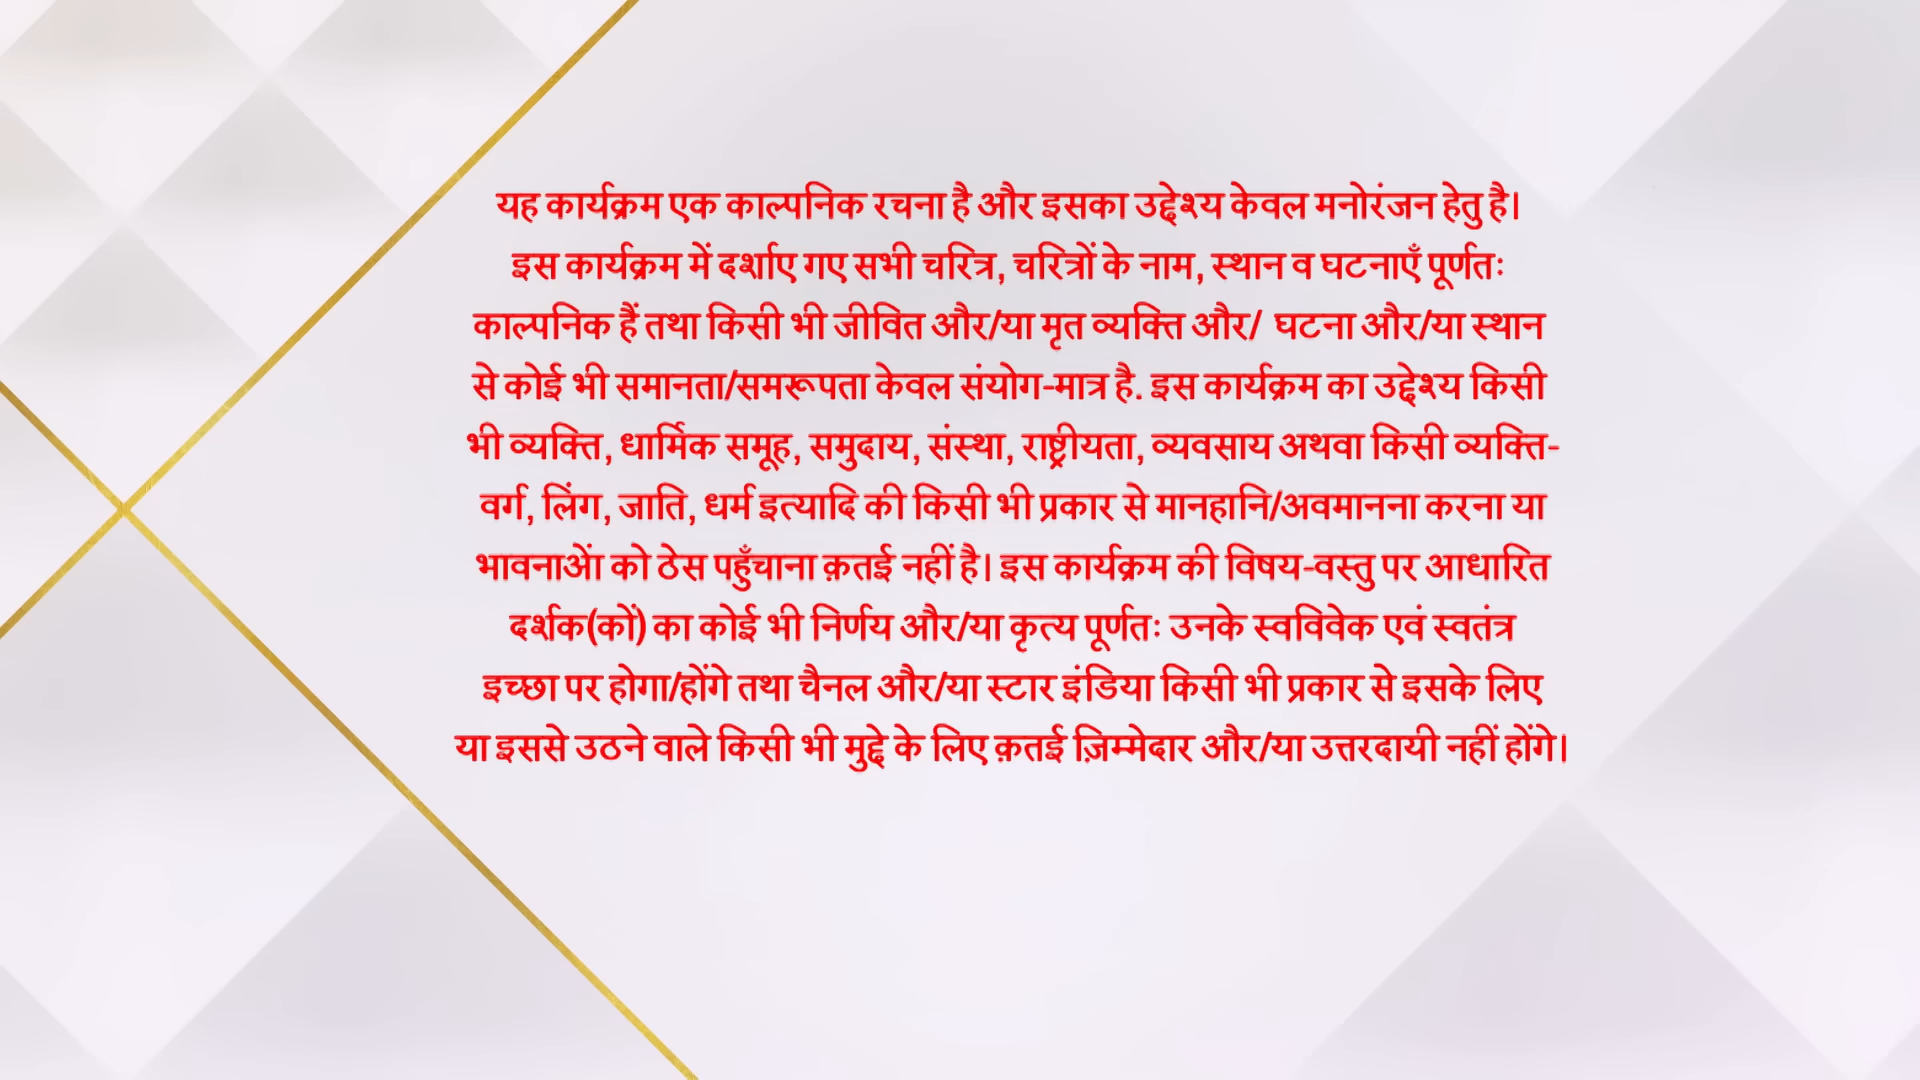 यह कार्यक्रम एक काल्पनिक रचना है और इसका उद्देश्य केवल मनोरंजन हेतु है।
इस कार्यक्रम में दर्शाए गए सभी चरित्र, चरित्रों के नाम, स्थान व घटनाएँ पूर्णतः
काल्पनिक हैं तथा किसी भी जीवित और/या मृत व्यक्ति और/ घटना और/या स्थान
से कोई भी समानता/समरूपता केवल संयोग-मात्र है. इस कार्यक्रम का उद्देश्य किसी
भी व्यक्ति, धार्मिक समूह, समुदाय, संस्था, राष्ट्रीयता, व्यवसाय अथवा किसी व्यक्ति-
वर्ग, लिंग, जाति, धर्म इत्यादि की किसी भी प्रकार से मानहानि/अवमानना करना या
भावनाओं को ठेस पहुँचाना क़तई नहीं है। इस कार्यक्रम की विषय-वस्तु पर आधारित
दर्शक(कों) का कोई भी निर्णय और/या कृत्य पूर्णतः उनके स्वविवेक एवं स्वतंत्र
इच्छा पर होगा/होंगे तथा चैनल और/या स्टार इंडिया किसी भी प्रकार से इसके लिए
या इससे उठने वाले किसी भी मुद्दे के लिए क़तई ज़िम्मेदार और/या उत्तरदायी नहीं होंगे।